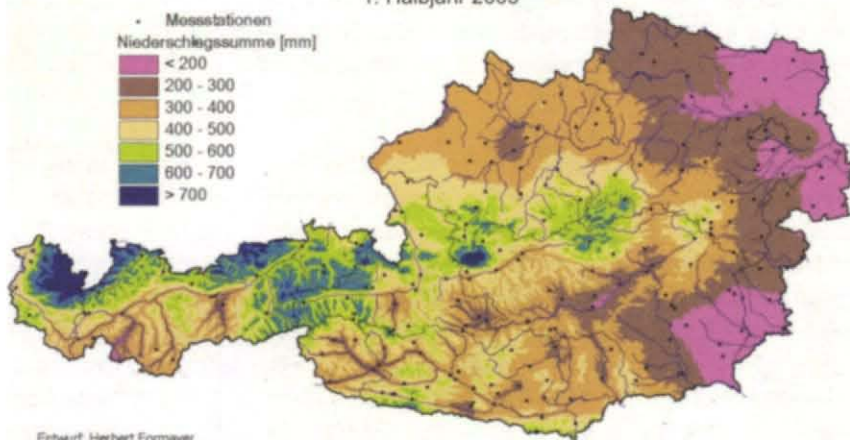 1. Halbjahr 2003
Messstationen
Niederschlagssumme [mm]
< 200
200 - 300
300 - 400
400 - 500
500 - 600
600 - 700
> 700
Entwurf: Herbert Formayer